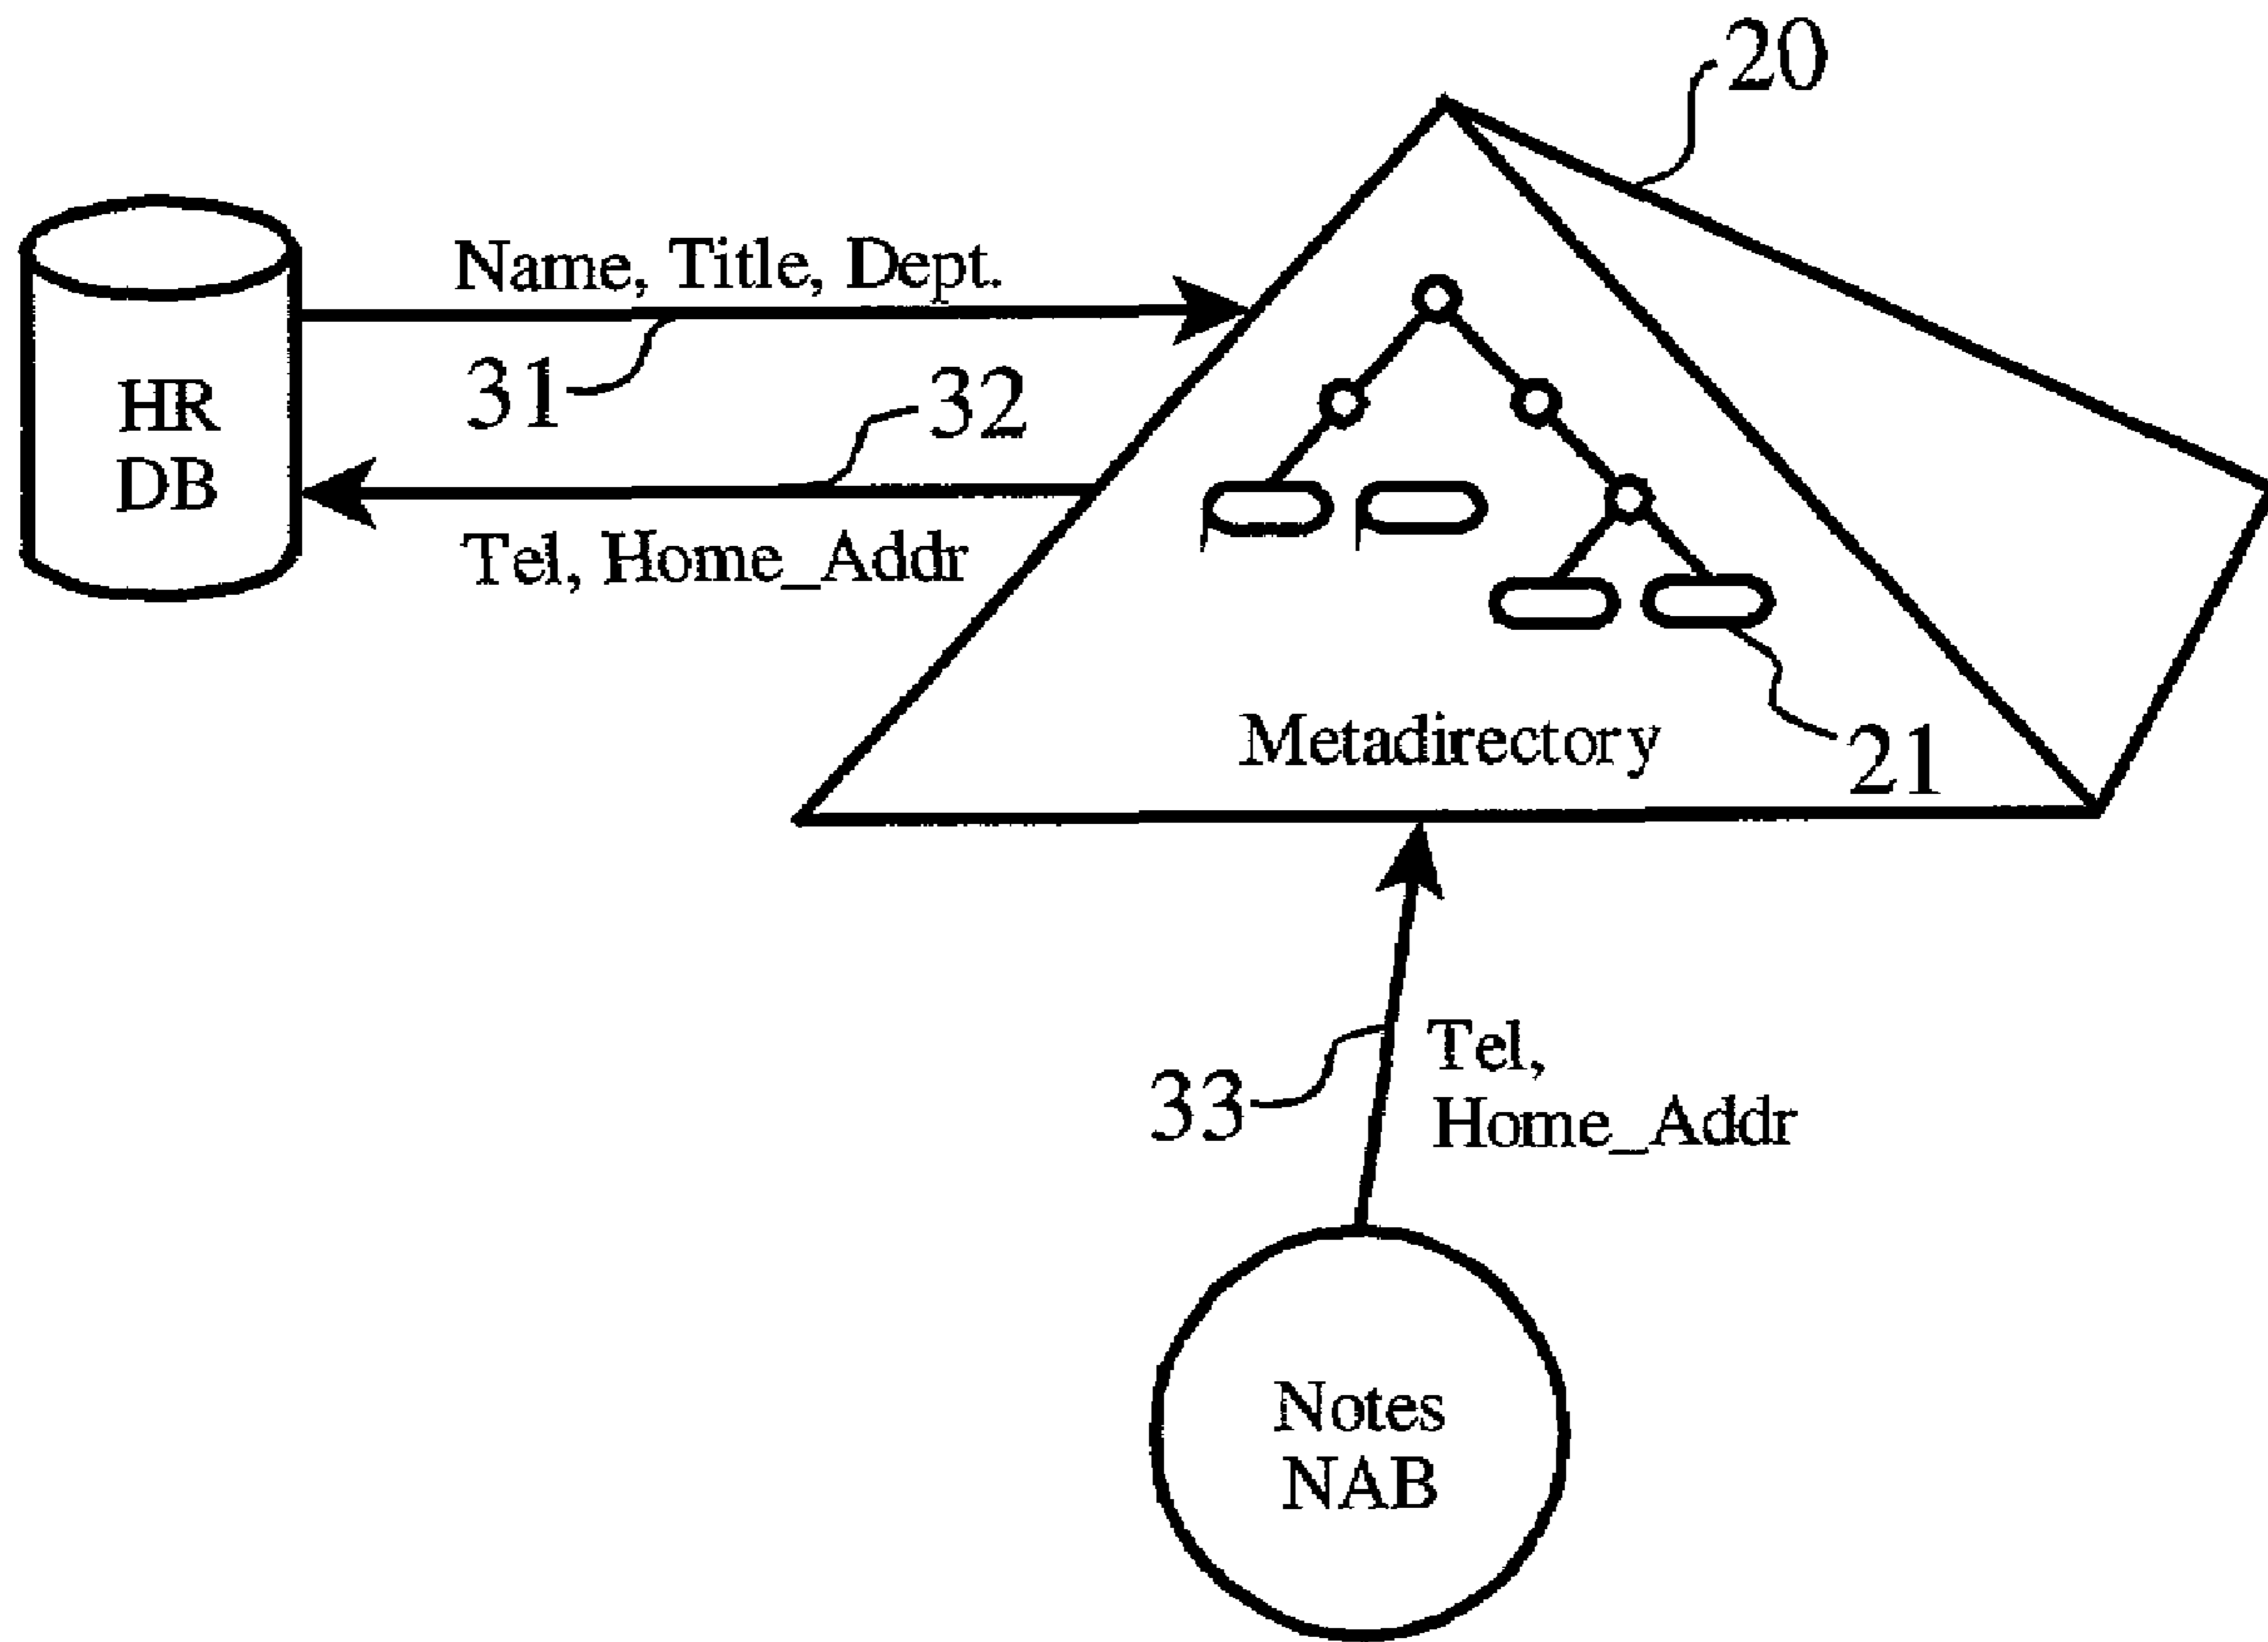 20
Name, Title, Dept.
31
32
HR
DB
Tel, Home_Addr
Metadirectory
21
33
Tel,
Home_Addr
Notes
NAB